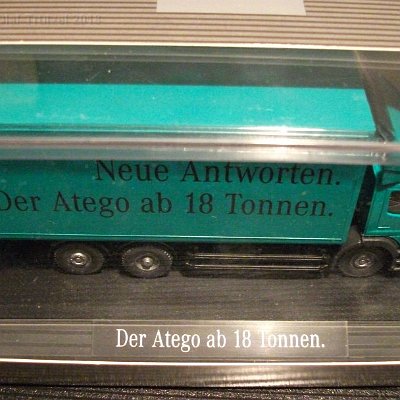 Neue Antworten.
Der Atego ab 18 Tonnen.
Der Atego ab 18 Tonnen.